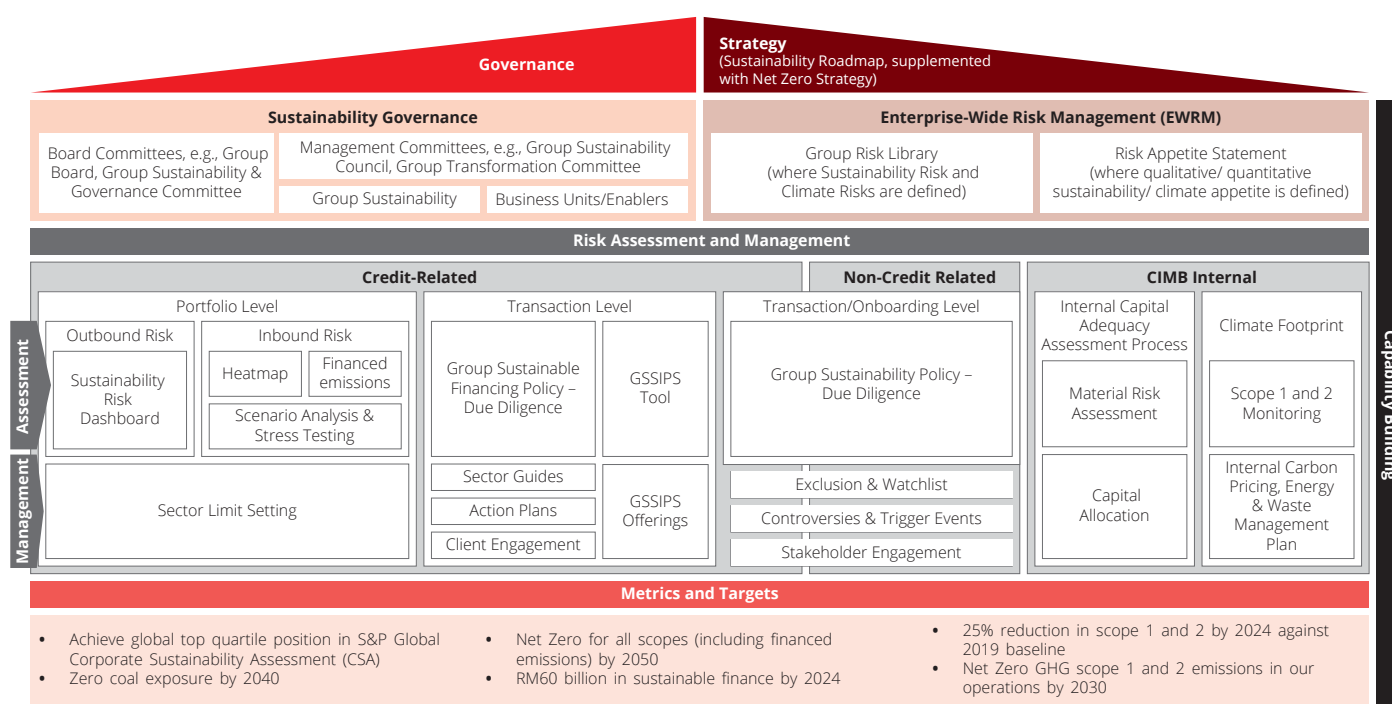 Governance
Strategy
(Sustainability Roadmap, supplemented
with Net Zero Strategy)
Sustainability Governance
Board Committees, e.g., Group
Board, Group Sustainability &
Governance Committee
Management Committees, e.g., Group Sustainability
Council, Group Transformation Committee
Group Sustainability
Business Units/Enablers
Enterprise-Wide Risk Management (EWRM)
Group Risk Library
(where Sustainability Risk and
Climate Risks are defined)
Risk Appetite Statement
(where qualitative/ quantitative
sustainability/ climate appetite is defined)
Risk Assessment and Management
Assessment
Management
Credit-Related
Portfolio Level
Outbound Risk
Sustainability
Risk
Dashboard
Inbound Risk
Heatmap
Financed
emissions
Scenario Analysis &
Stress Testing
Sector Limit Setting
Transaction Level
Group Sustainable
Financing Policy –
Due Diligence
GSSIPS
Tool
Sector Guides
Action Plans
Client Engagement
GSSIPS
Offerings
Non-Credit Related
Transaction/Onboarding Level
Group Sustainability Policy –
Due Diligence
Exclusion & Watchlist
Controversies & Trigger Events
Stakeholder Engagement
CIMB Internal
Internal Capital
Adequacy
Assessment Process
Material Risk
Assessment
Capital
Allocation
Climate Footprint
Scope 1 and 2
Monitoring
Internal Carbon
Pricing, Energy
& Waste
Management
Plan
Capability Building
Metrics and Targets
• Achieve global top quartile position in S&P Global
Corporate Sustainability Assessment (CSA)
• Zero coal exposure by 2040
• Net Zero for all scopes (including financed
emissions) by 2050
• RM60 billion in sustainable finance by 2024
• 25% reduction in scope 1 and 2 by 2024 against
2019 baseline
• Net Zero GHG scope 1 and 2 emissions in our
operations by 2030